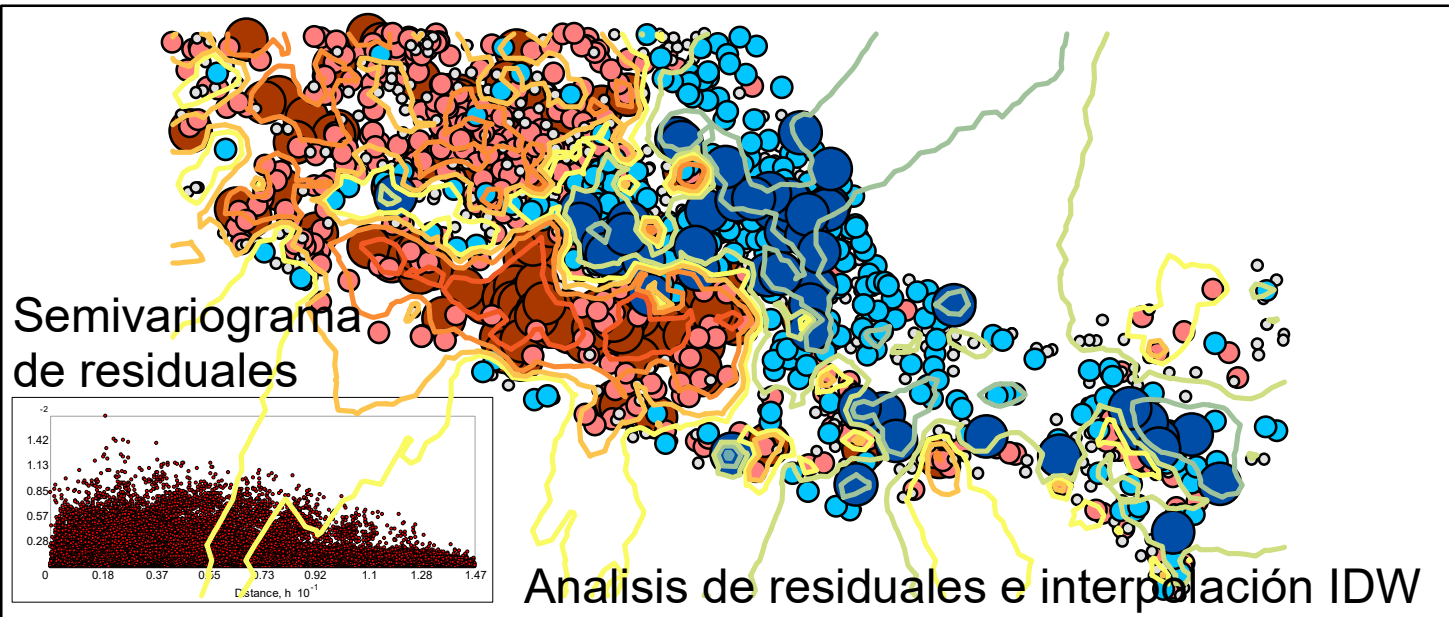 Semivariograma
de residuales
-2
1.42
1.13
0.85
0.57
0.28
0 0.18 0.37 0.55 0.73 0.92 1.1 1.28 1.47
Distance, h 10-1
Analisis de residuales e interpolación IDW